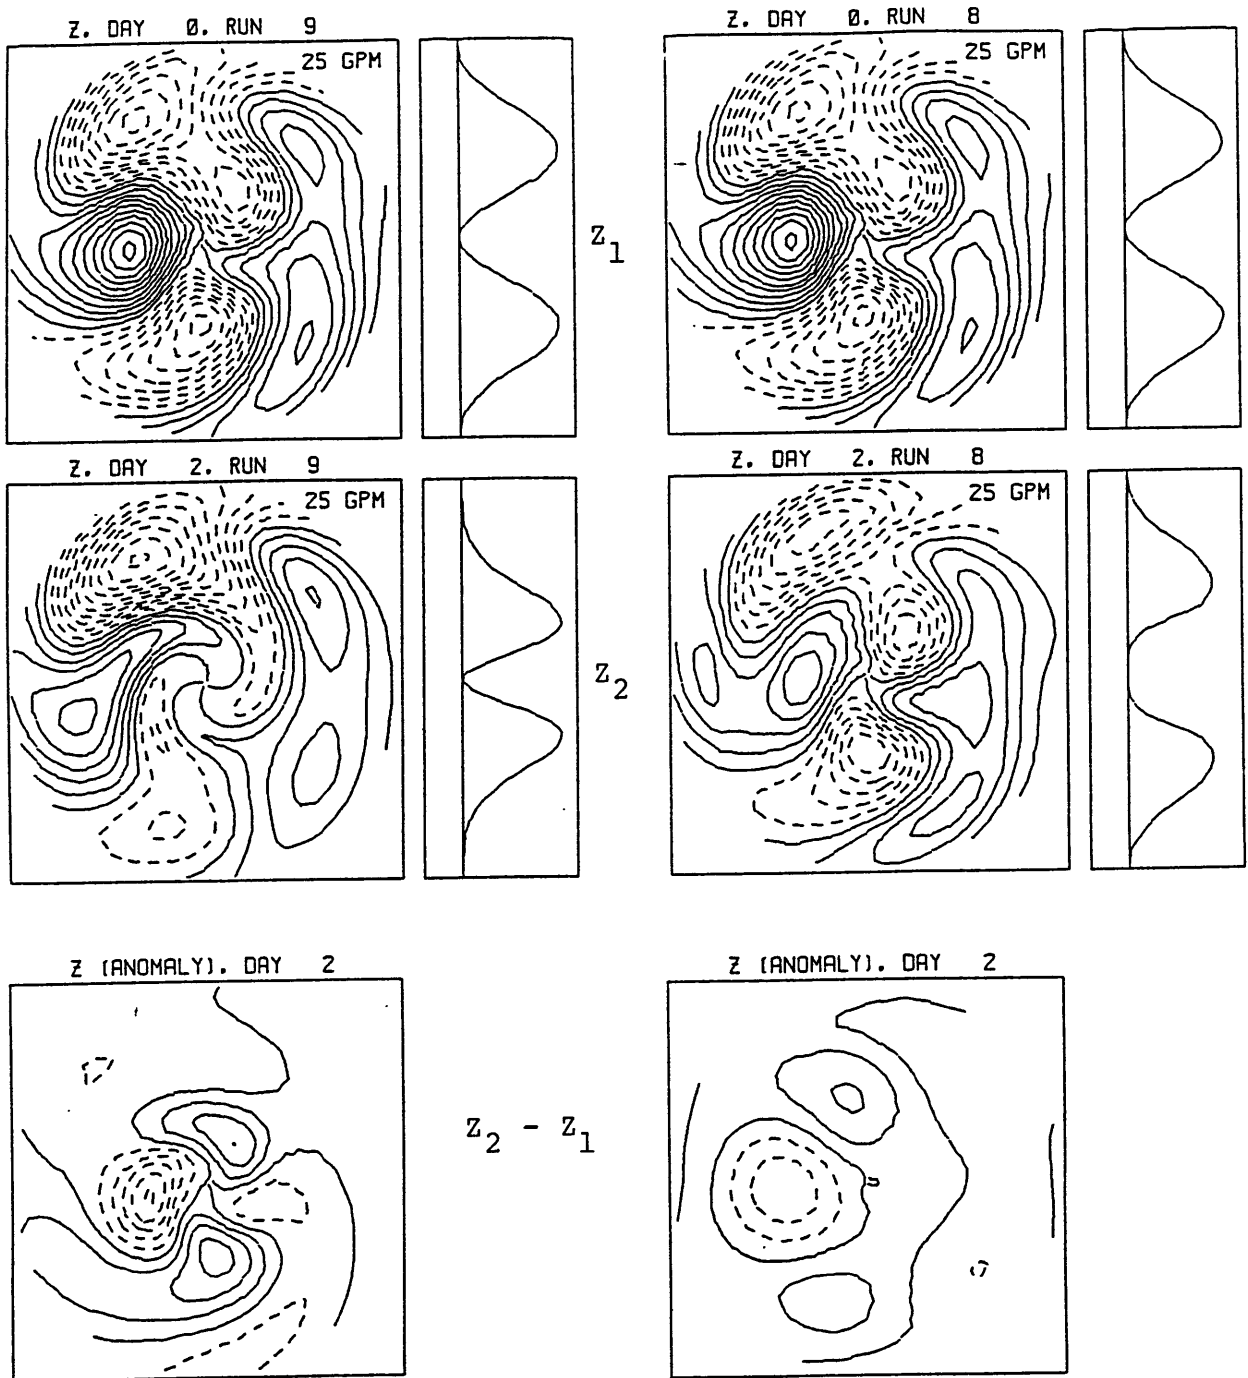 Z. DAY 0. RUN 9
25 GPM
Z. DAY 0. RUN 8
25 GPM
Z1
Z. DAY 2. RUN 9
25 GPM
Z. DAY 2. RUN 8
25 GPM
Z2
Z (ANOMALY). DAY 2
Z (ANOMALY). DAY 2
Z2 - Z1